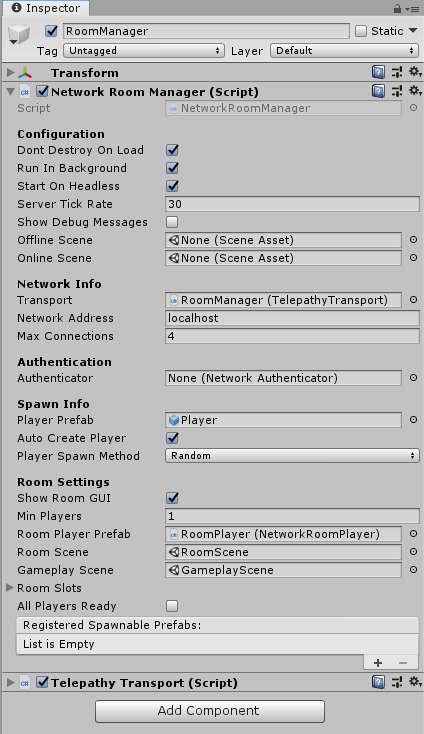 Inspector
RoomManager Static
Tag Untagged Layer Default
Transform
Network Room Manager (Script)
Script NetworkRoomManager
Configuration
Dont Destroy On Load
Run In Background
Start On Headless
Server Tick Rate 30
Show Debug Messages
Offline Scene None (Scene Asset)
Online Scene None (Scene Asset)
Network Info
Transport RoomManager (TelepathyTransport)
Network Address localhost
Max Connections 4
Authentication
Authenticator None (Network Authenticator)
Spawn Info
Player Prefab Player
Auto Create Player
Player Spawn Method Random
Room Settings
Show Room GUI
Min Players 1
Room Player Prefab RoomPlayer (NetworkRoomPlayer)
Room Scene RoomScene
Gameplay Scene GameplayScene
Room Slots
All Players Ready
Registered Spawnable Prefabs:
List is Empty
Telepathy Transport (Script)
Add Component